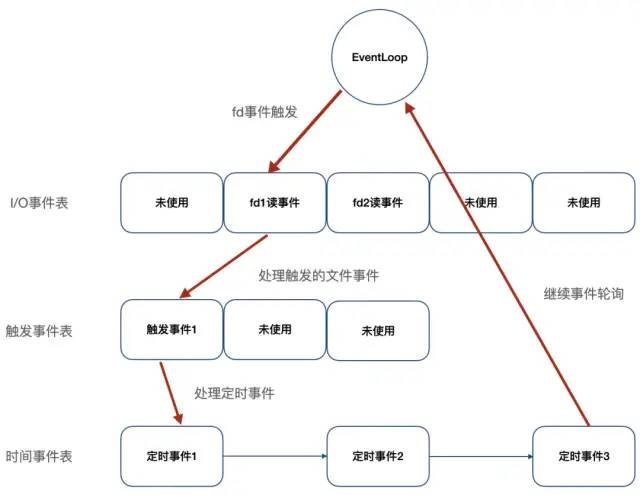 EventLoop
fd事件触发
I/O事件表
未使用
fd1读事件
fd2读事件
未使用
未使用
处理触发的文件事件
继续事件轮询
触发事件表
触发事件1
未使用
未使用
处理定时事件
时间事件表
定时事件1
定时事件2
定时事件3